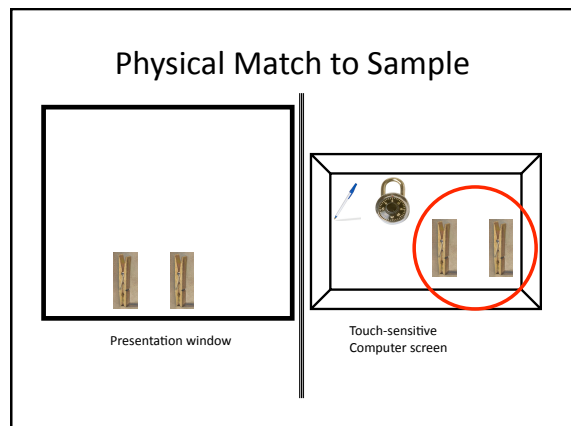 Physical Match to Sample
Presentation window
Touch-sensitive
Computer screen